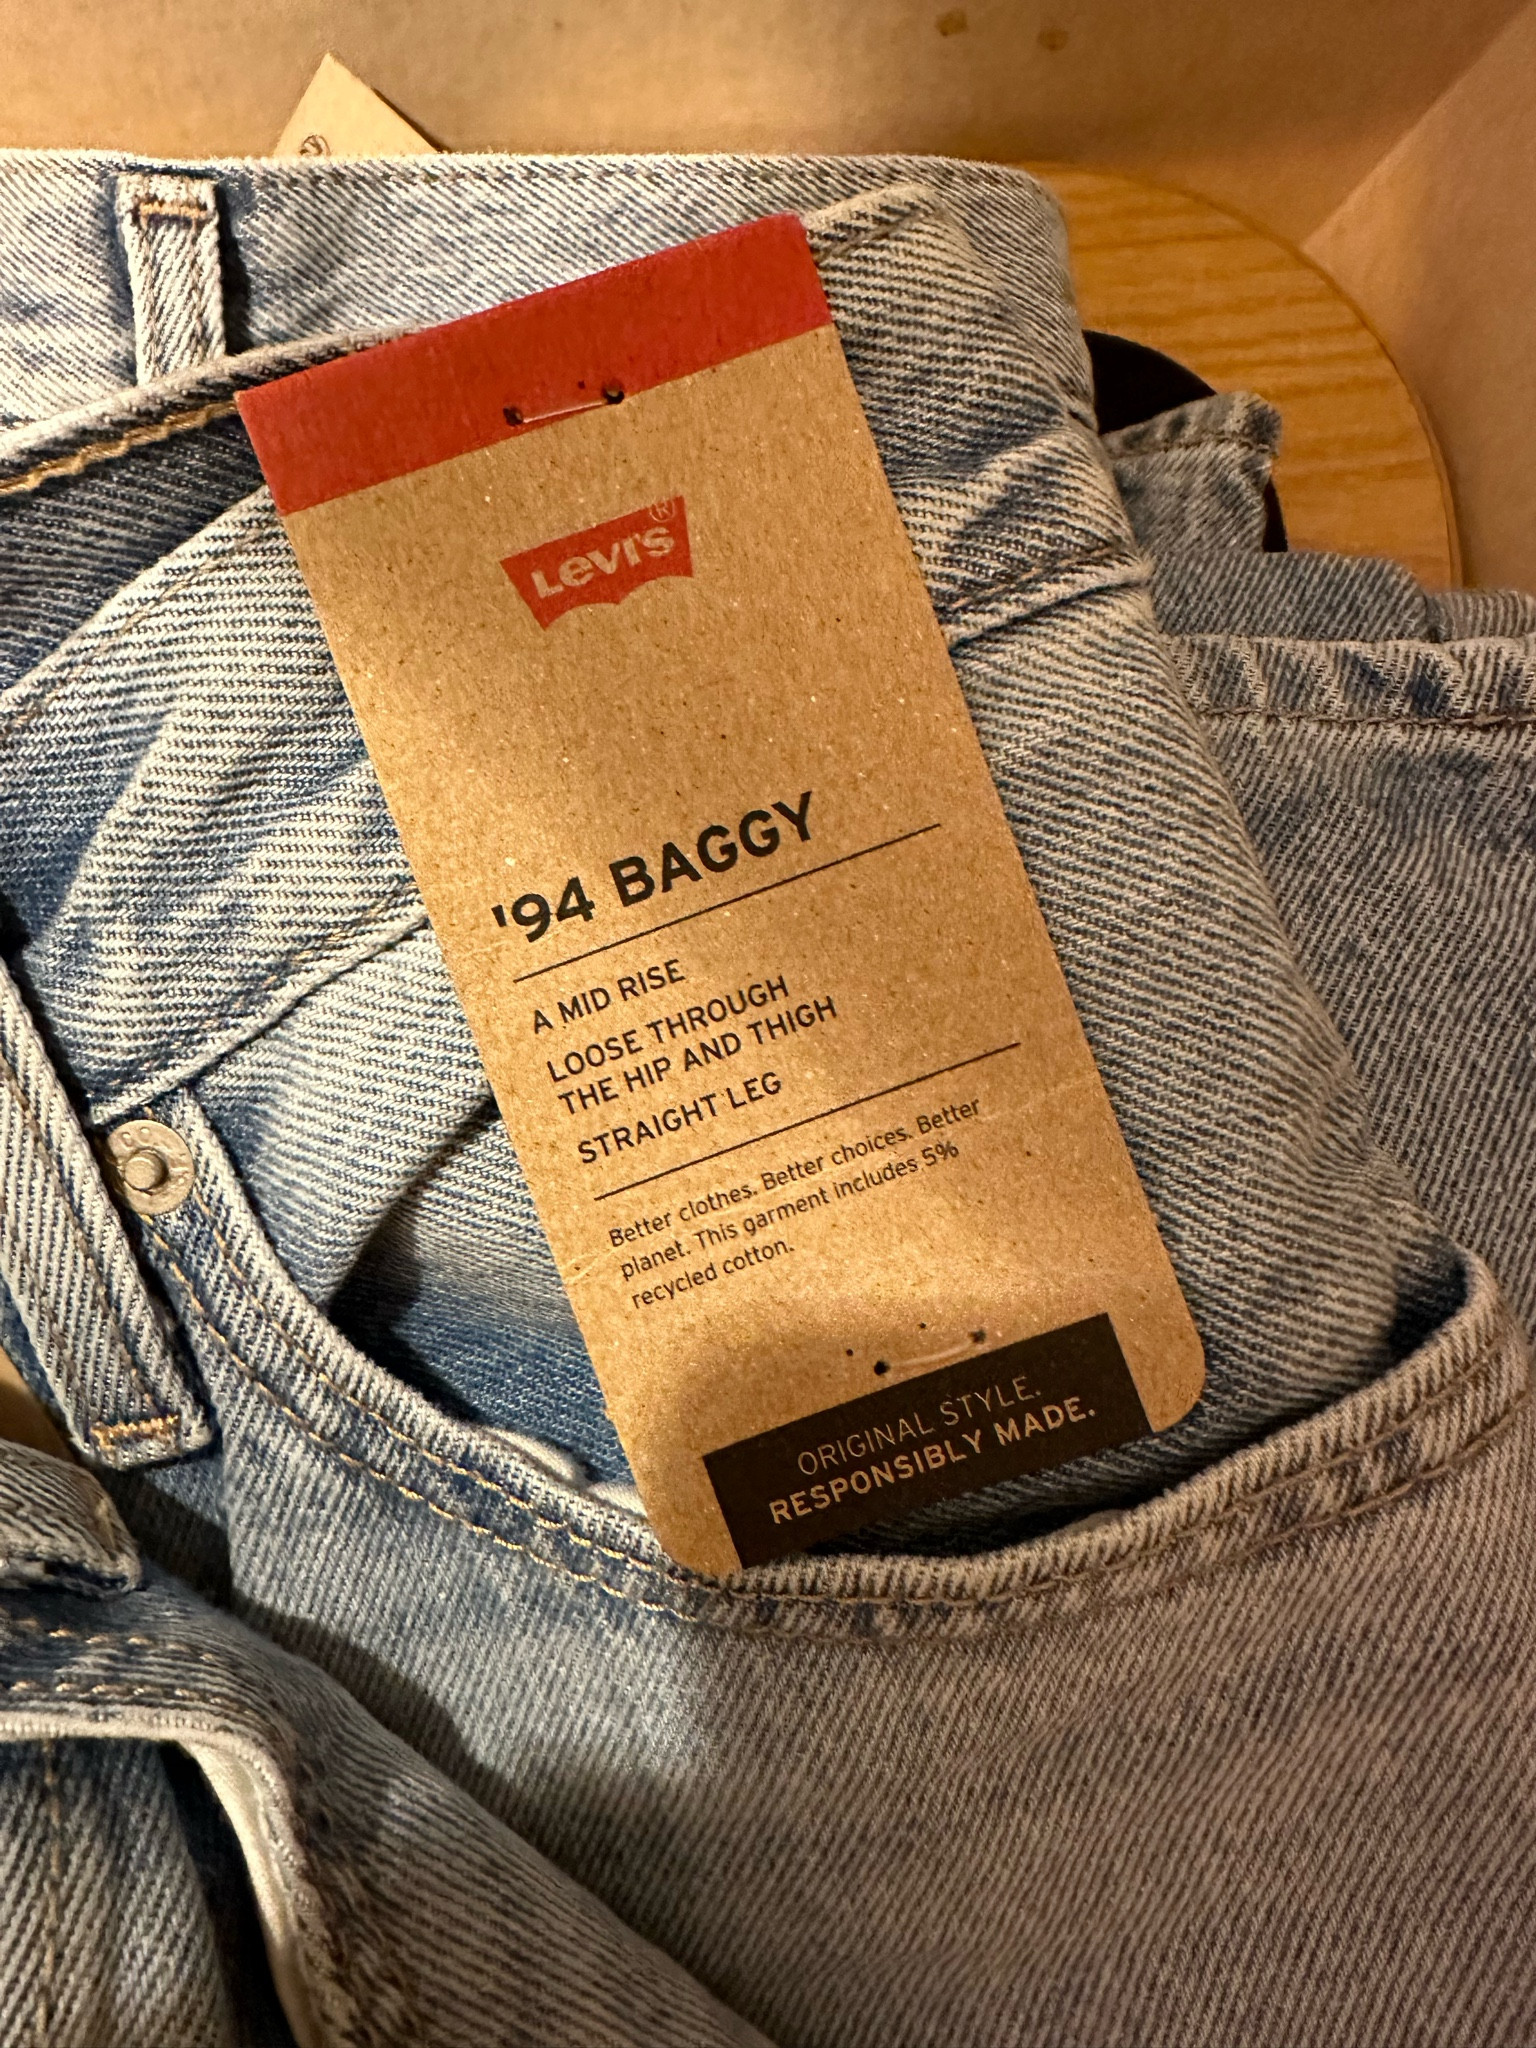 Levi's®
'94 BAGGY
A MID RISE
LOOSE THROUGH
THE HIP AND THIGH
STRAIGHT LEG
Better clothes. Better choices. Better
planet. This garment includes 5%
recycled cotton.
ORIGINAL STYLE.
RESPONSIBLY MADE.